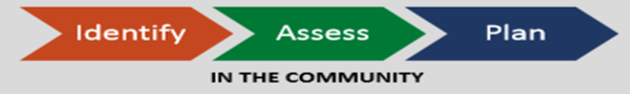 Identify Assess Plan
IN THE COMMUNITY